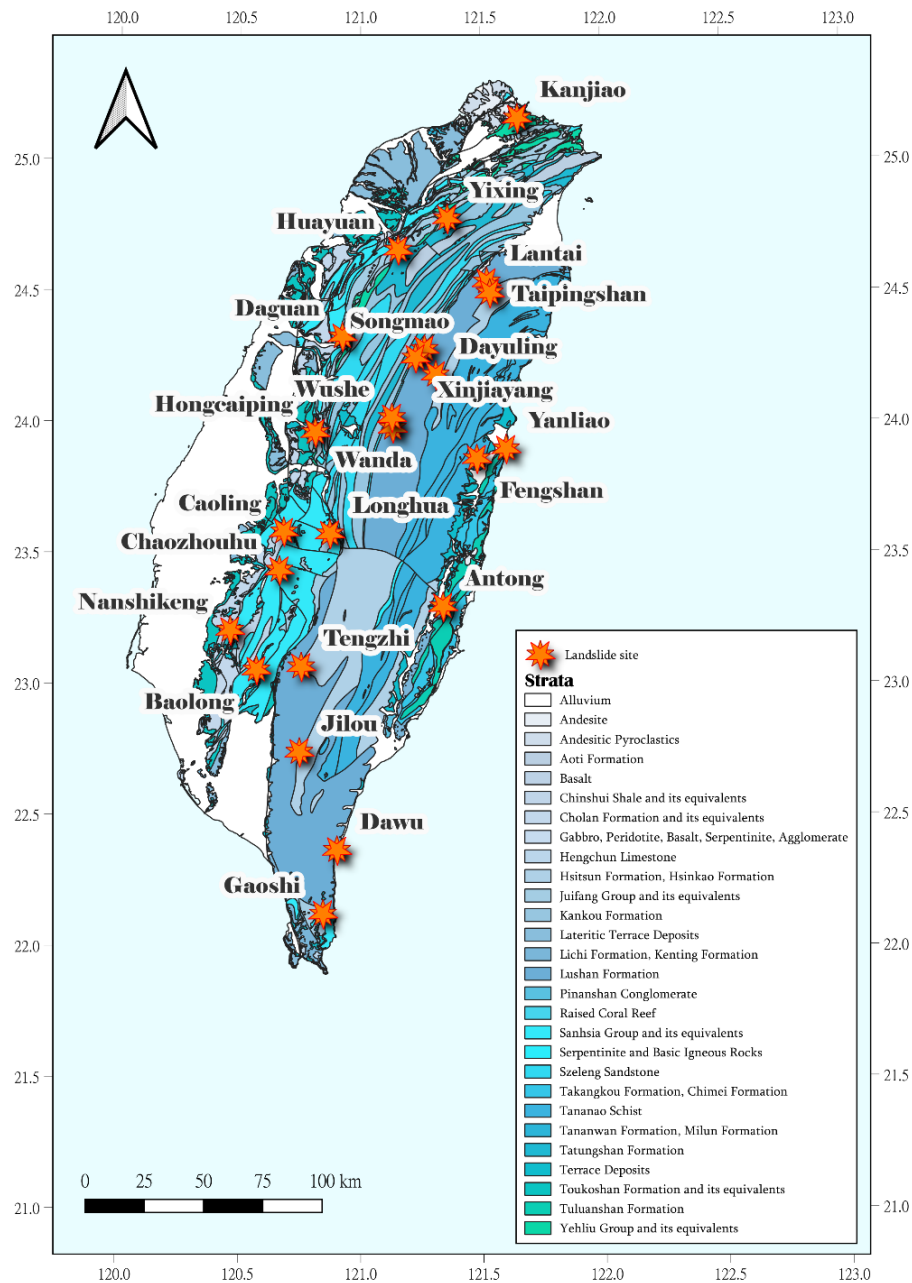 120.0 120.5 121.0 121.5 122.0 122.5 123.0
Kanjiao
25.0 25.0
Yixing
Huayuan
Lantai
24.5 24.5
Taipingshan
Daguan
Songmao
Dayuling
Wushe
Xinjiayang
Hongcaiping
24.0 24.0
Yanliao
Wanda
Fengshan
Caoling
Longhua
Chaozhouhu
23.5 23.5
Antong
Nanshikeng
Tengzhi
Landslide site
23.0 23.0
Strata
Baolong
Alluvium
Jilou
Andesite
Andesitic Pyroclastics
Aoti Formation
Basalt
22.5 22.5
Chinshui Shale and its equivalents
Dawu
Cholan Formation and its equivalents
Gabbro, Peridotite, Basalt, Serpentinite, Agglomerate
Hengchun Limestone
Gaoshi
Hsitsun Formation, Hsinkao Formation
Juifang Group and its equivalents
Kankou Formation
Lateritic Terrace Deposits
22.0 22.0
Lichi Formation, Kenting Formation
Lushan Formation
Pinanshan Conglomerate
Raised Coral Reef
Sanhsia Group and its equivalents
Serpentinite and Basic Igneous Rocks
Szeleng Sandstone
21.5 21.5
Takangkou Formation, Chimei Formation
Tananao Schist
Tananwan Formation, Milun Formation
Tatungshan Formation
Terrace Deposits
0 25 50 75 100 km
Toukoshan Formation and its equivalents
21.0 21.0
Tuluanshan Formation
Yehliu Group and its equivalents
120.0 120.5 121.0 121.5 122.0 122.5 123.0